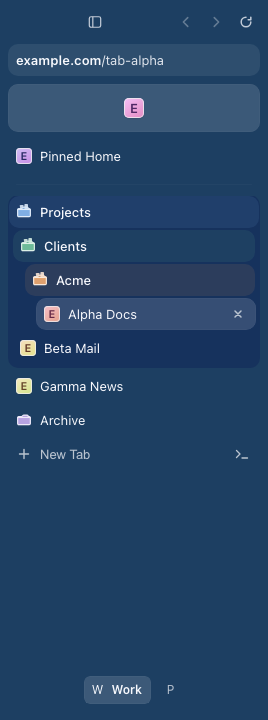 example.com/tab-alpha
E
E Pinned Home
Projects
Clients
Acme
E Alpha Docs
E Beta Mail
E Gamma News
Archive
New Tab
W Work P